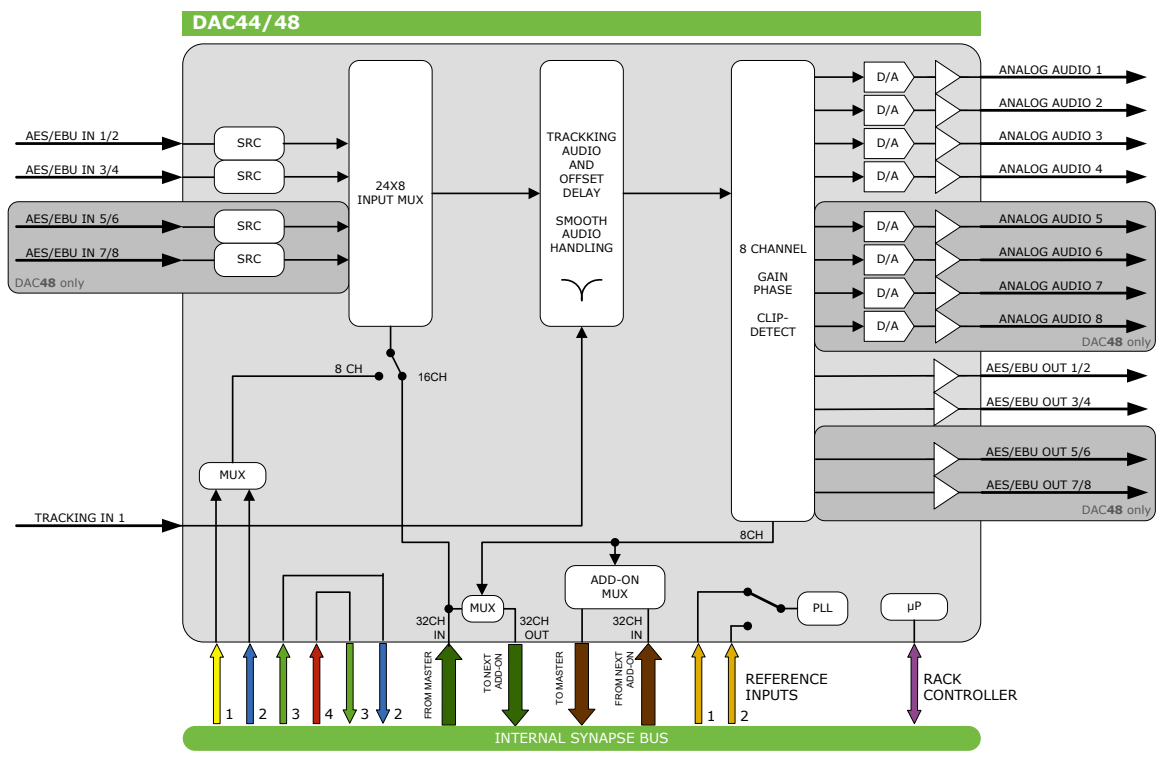 DAC44/48
AES/EBU IN 1/2
AES/EBU IN 3/4
AES/EBU IN 5/6
AES/EBU IN 7/8
DAC48 only
SRC
SRC
SRC
SRC
24X8
INPUT MUX
TRACKKING
AUDIO
AND
OFFSET
DELAY
SMOOTH
AUDIO
HANDLING
8 CHANNEL
GAIN
PHASE
CLIP-
DETECT
D/A
D/A
D/A
D/A
D/A
D/A
D/A
D/A
ANALOG AUDIO 1
ANALOG AUDIO 2
ANALOG AUDIO 3
ANALOG AUDIO 4
ANALOG AUDIO 5
ANALOG AUDIO 6
ANALOG AUDIO 7
ANALOG AUDIO 8
DAC48 only
AES/EBU OUT 1/2
AES/EBU OUT 3/4
AES/EBU OUT 5/6
AES/EBU OUT 7/8
DAC48 only
8 CH
16CH
MUX
TRACKING IN 1
8CH
MUX
ADD-ON
MUX
PLL
µP
32CH
IN
32CH
OUT
32CH
IN
1
2
3
4
3
2
FROM MASTER
TO NEXT
ADD-ON
TO MASTER
FROM NEXT
ADD-ON
1
2
REFERENCE
INPUTS
RACK
CONTROLLER
INTERNAL SYNAPSE BUS